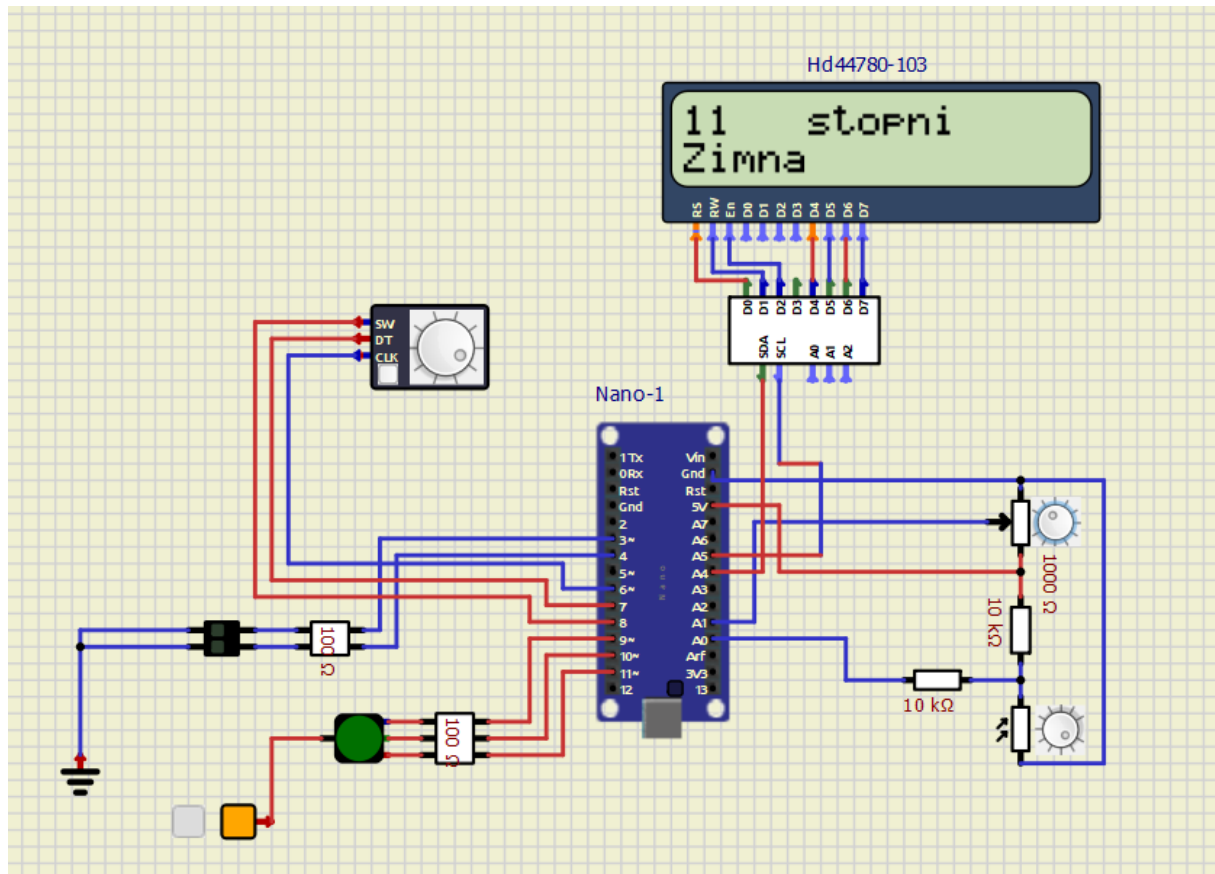 Hd44780-103
11 stopni
Zimna
RS RW En D0 D1 D2 D3 D4 D5 D6 D7
D0 D1 D2 D3 D4 D5 D6 D7
SDA SCL A0 A1 A2
SW
DT
CLK
Nano-1
1Tx Vin
0Rx Gnd
Rst Rst
Gnd 5V
2 A7
3~ A6
4 A5
5~ A4
6~ A3
7 A2
8 A1
9~ A0
10~ Arf
11~ 3V3
12 13
Nano
1000 Ω
10 kΩ
10 kΩ
100 Ω
100 Ω